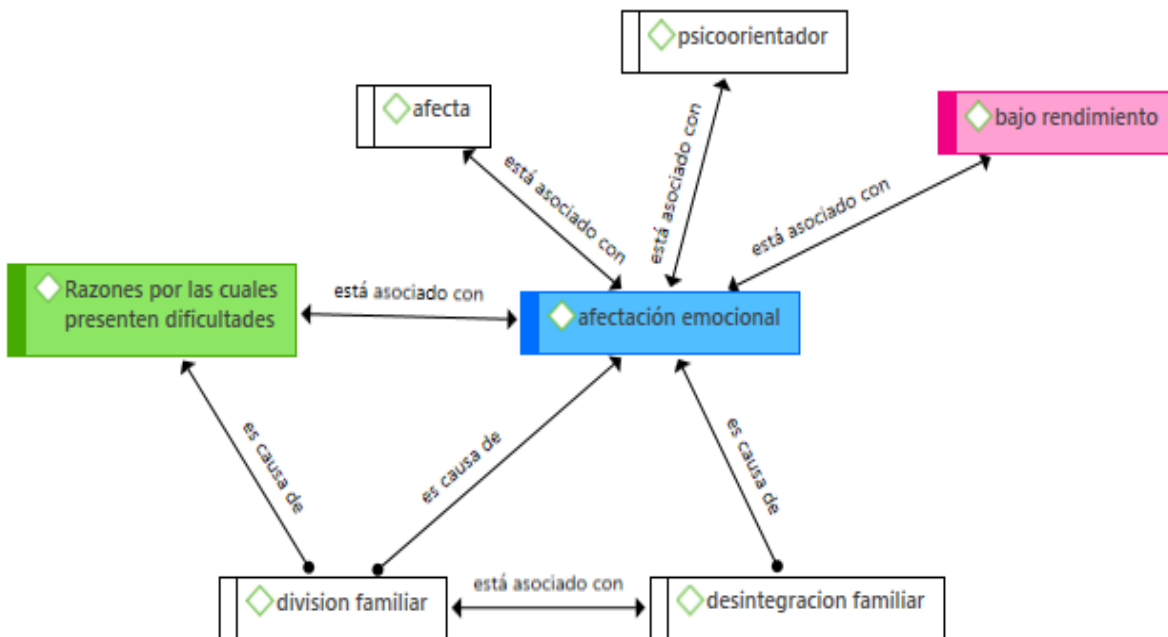 psicoorientador
afecta
bajo rendimiento
está asociado con
está asociado con
está asociado con
Razones por las cuales
presenten dificultades
está asociado con
afectación emocional
es causa de
es causa de
es causa de
division familiar
está asociado con
desintegracion familiar